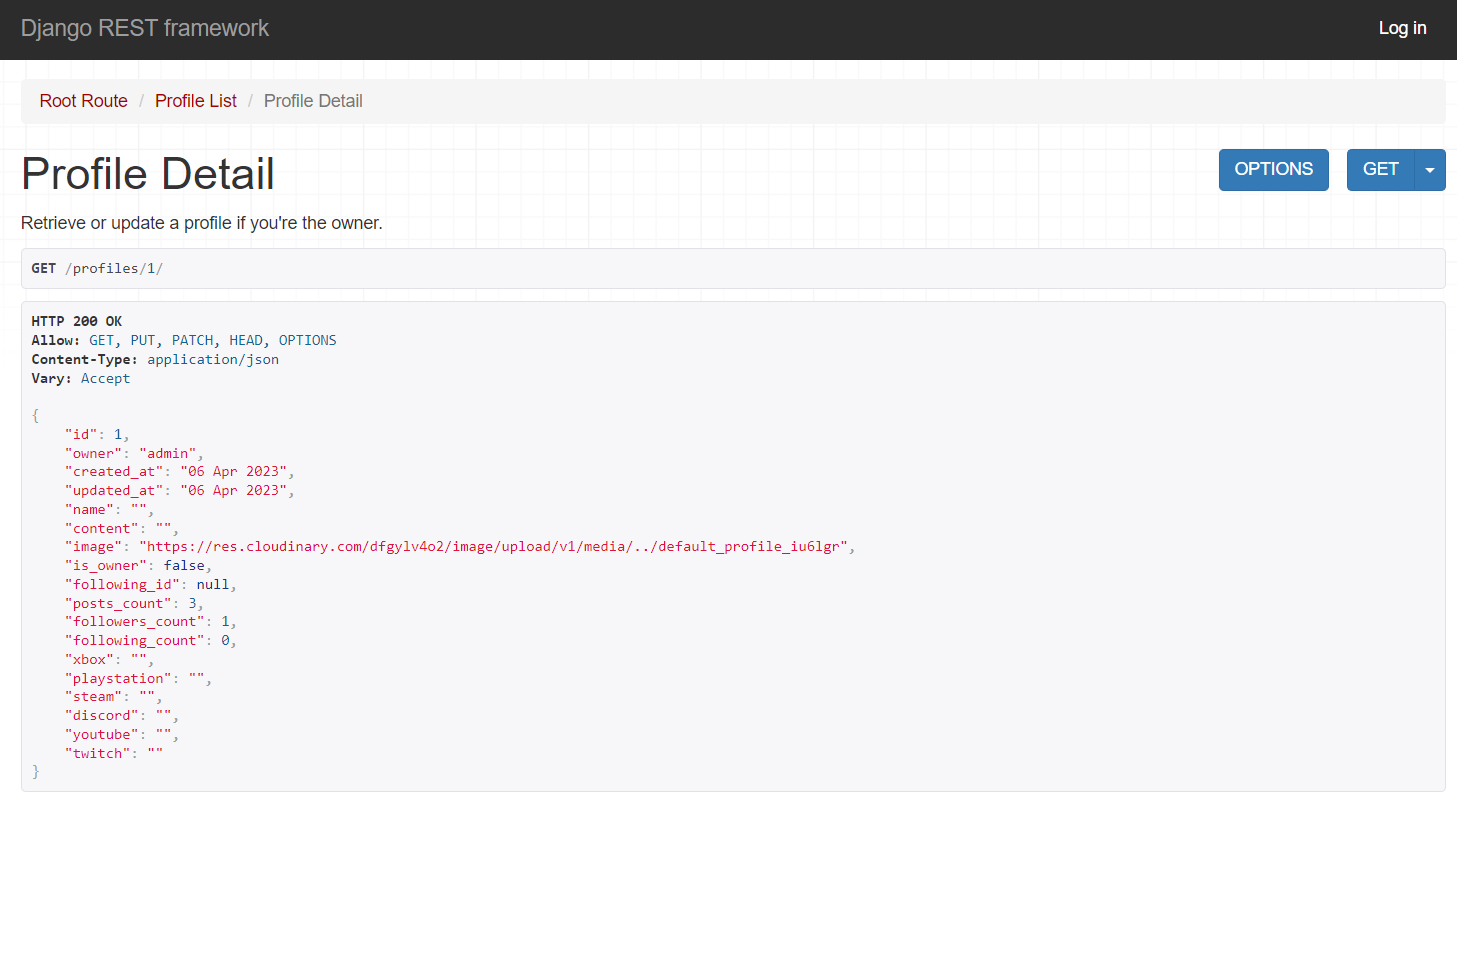 Django REST framework
Log in
Root Route / Profile List / Profile Detail
Profile Detail
OPTIONS
GET
Retrieve or update a profile if you're the owner.
GET /profiles/1/
HTTP 200 OK
Allow: GET, PUT, PATCH, HEAD, OPTIONS
Content-Type: application/json
Vary: Accept
{
    "id": 1,
    "owner": "admin",
    "created_at": "06 Apr 2023",
    "updated_at": "06 Apr 2023",
    "name": "",
    "content": "",
    "image": "https://res.cloudinary.com/dfgylv4o2/image/upload/v1/media/../default_profile_iu6lgr",
    "is_owner": false,
    "following_id": null,
    "posts_count": 3,
    "followers_count": 1,
    "following_count": 0,
    "xbox": "",
    "playstation": "",
    "steam": "",
    "discord": "",
    "youtube": "",
    "twitch": ""
}